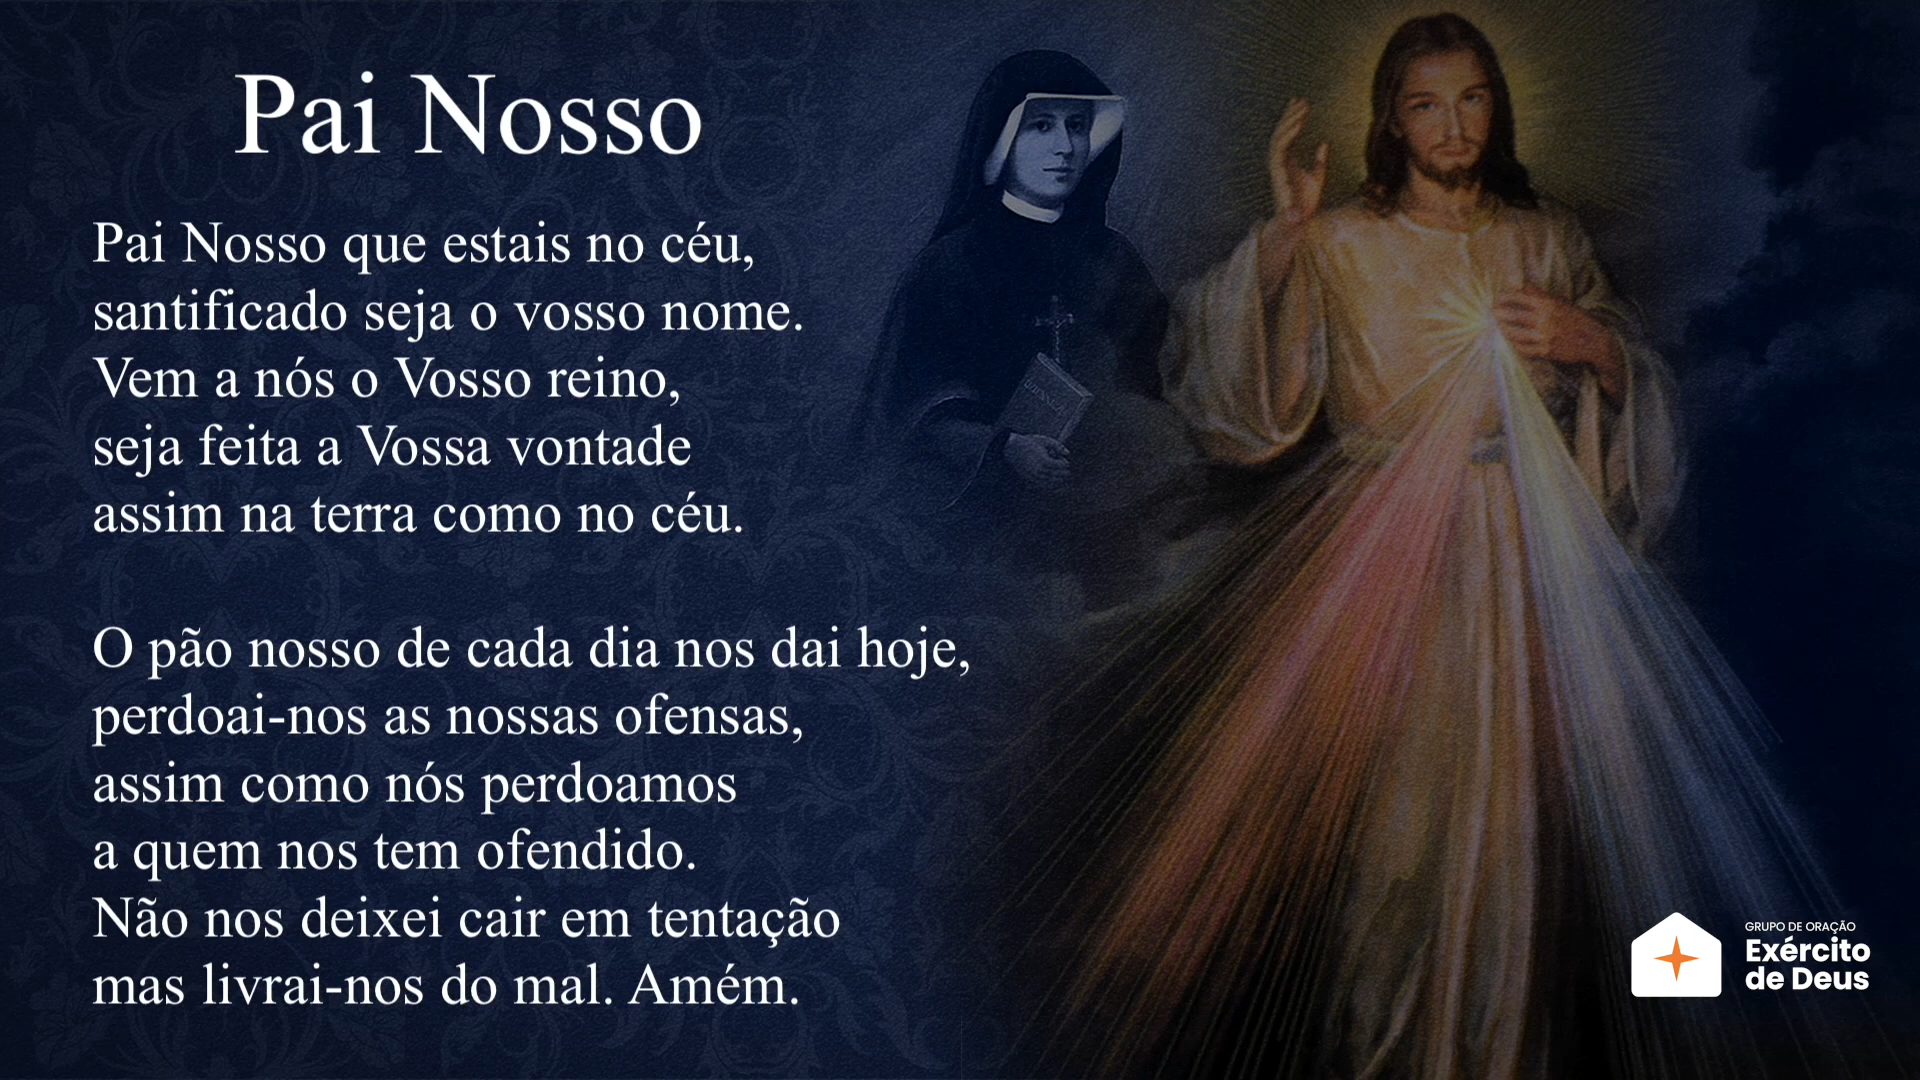 Pai Nosso
Pai Nosso que estais no céu,
santificado seja o vosso nome.
Vem a nós o Vosso reino,
seja feita a Vossa vontade
assim na terra como no céu.
O pão nosso de cada dia nos dai hoje,
perdoai-nos as nossas ofensas,
assim como nós perdoamos
a quem nos tem ofendido.
Não nos deixei cair em tentação
mas livrai-nos do mal. Amém.
GRUPO DE ORAÇÃO
Exército
de Deus